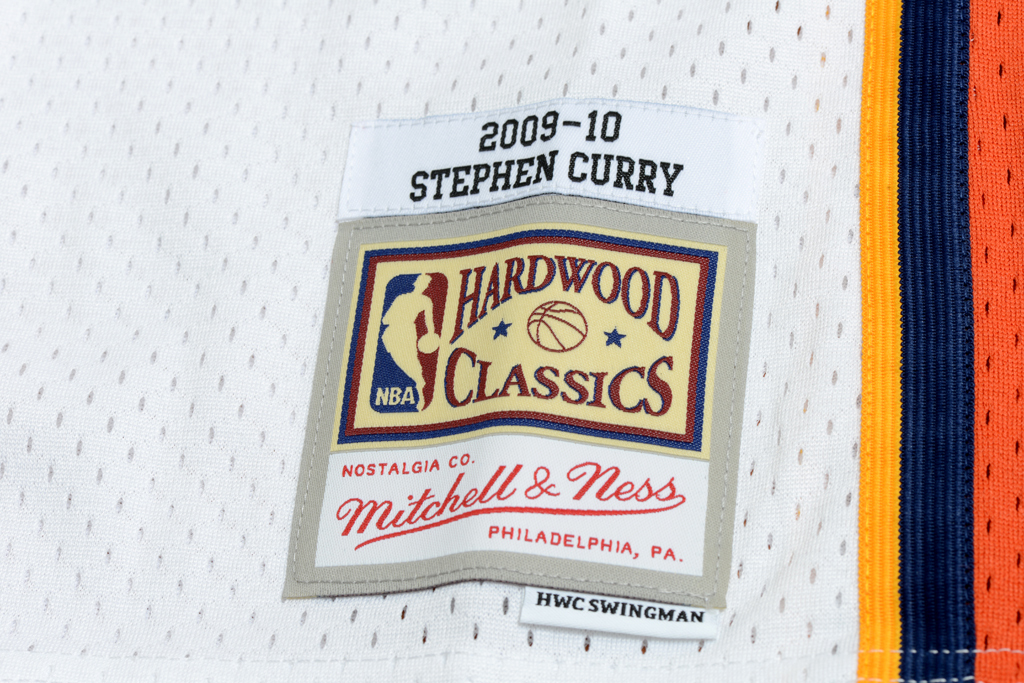 2009-10
STEPHEN CURRY
HARDWOOD
CLASSICS
NBA
NOSTALGIA CO.
Mitchell & Ness
PHILADELPHIA, PA.
HWC SWINGMAN